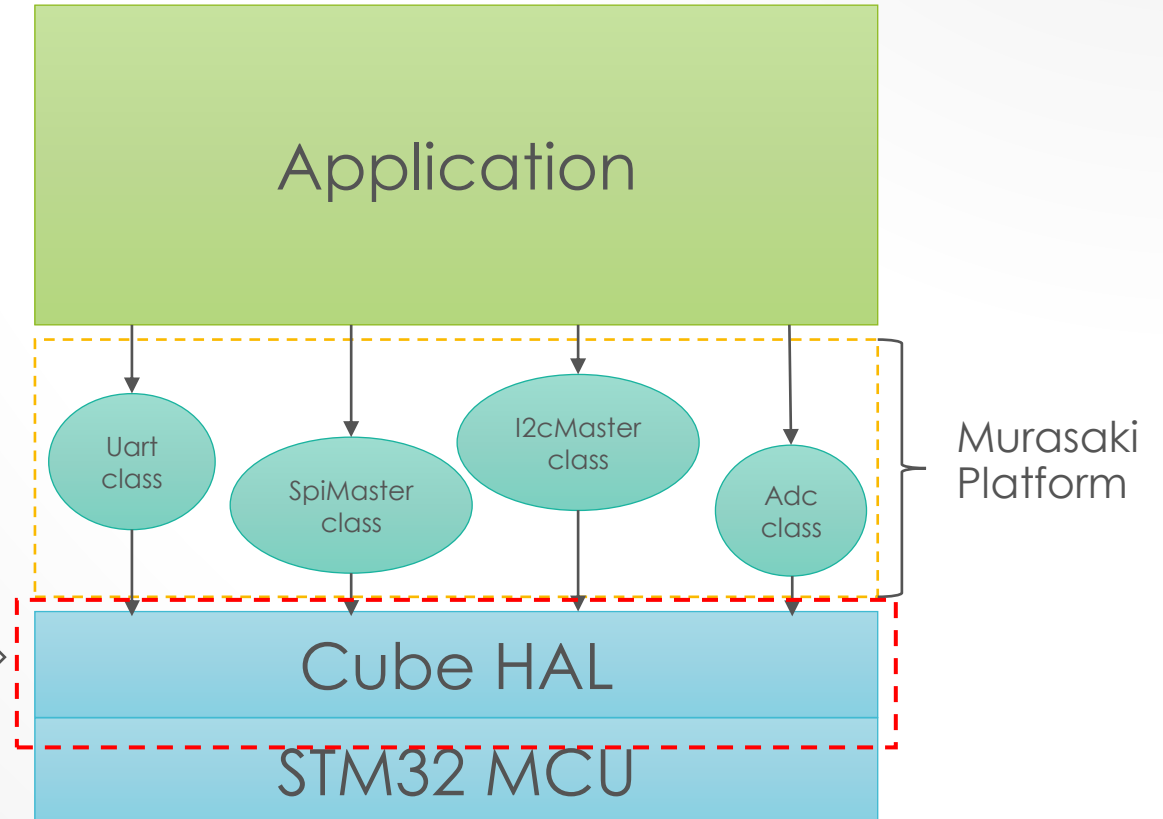 Application
Uart
class
SpiMaster
class
I2cMaster
class
Adc
class
Murasaki
Platform
Cube HAL
STM32 MCU